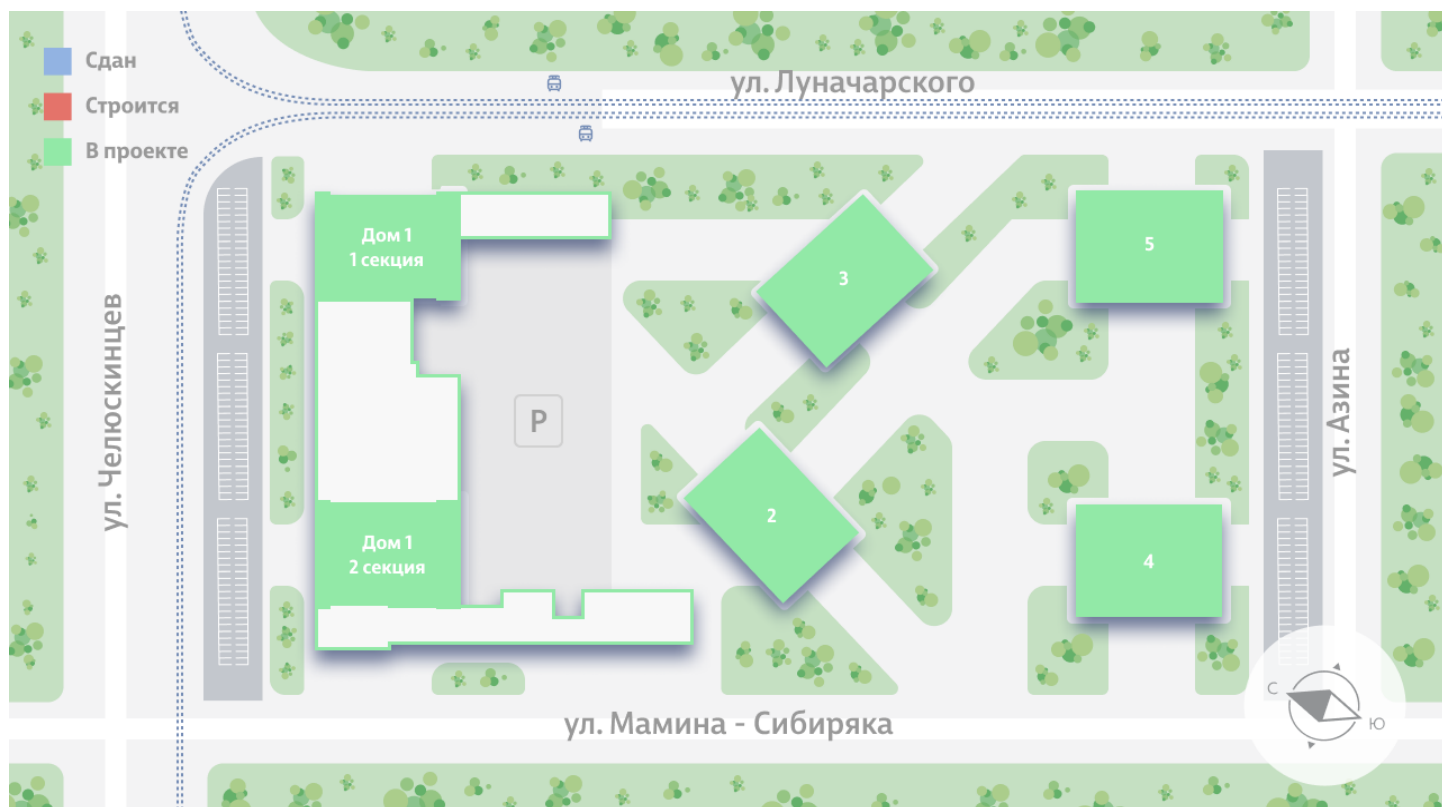 Сдан
Строится
В проекте
ул. Луначарского
Дом 1
1 секция
3
5
ул. Челюскинцев
P
ул. Азина
2
Дом 1
2 секция
4
С
Ю
ул. Мамина - Сибиряка